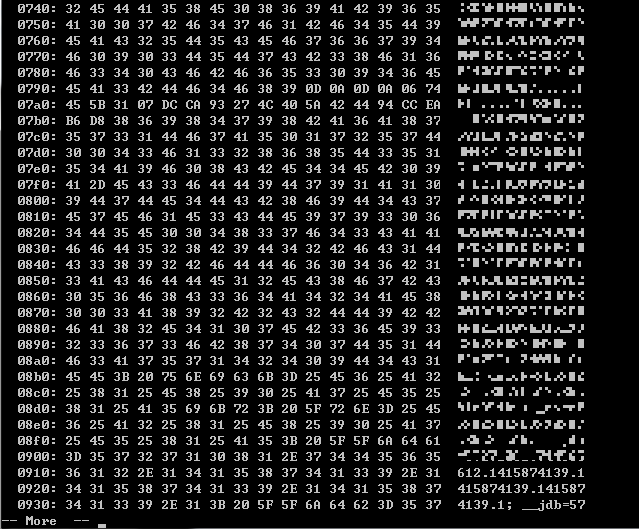 0740: 32 45 44 41 35 38 45 30 38 36 39 41 42 39 36 35
0750: 41 30 30 37 42 46 34 37 46 31 42 46 34 35 44 39
0760: 45 41 43 32 35 44 35 43 45 46 37 36 36 37 39 34
0770: 46 30 39 30 33 44 35 44 37 43 42 33 38 46 31 36
0780: 46 33 34 30 43 46 42 46 36 35 33 30 39 34 36 45
0790: 45 41 33 42 44 46 34 46 38 39 0D 0A 0D 0A 06 74
07a0: 45 5B 31 07 DC CA 93 27 4C 40 5A 42 44 94 CC EA
07b0: B6 D8 38 36 39 38 34 37 39 38 42 41 36 41 38 37
07c0: 35 37 33 31 44 46 37 41 35 30 31 37 32 35 37 44
07d0: 30 30 34 33 46 31 33 32 38 36 38 35 44 33 35 31
07e0: 35 34 41 39 46 30 38 43 42 45 34 34 45 42 30 39
07f0: 41 2D 45 43 33 46 44 44 39 44 37 39 31 41 31 30
0800: 39 44 37 44 45 34 44 43 42 38 46 39 44 34 43 37
0810: 45 37 45 46 31 45 33 43 44 45 39 37 39 33 30 36
0820: 34 44 35 45 30 30 34 38 33 37 46 34 33 43 41 41
0830: 46 46 44 35 32 38 42 39 44 34 32 42 46 43 31 44
0840: 43 33 38 39 32 42 46 44 44 46 36 30 34 36 42 31
0850: 33 41 43 46 44 44 45 31 32 45 43 38 46 37 42 43
0860: 30 35 36 46 38 43 33 36 34 41 34 32 34 41 45 38
0870: 30 30 33 41 38 39 32 42 32 43 32 44 44 39 42 42
0880: 46 41 38 32 45 34 31 30 37 45 42 33 36 45 39 33
0890: 32 33 36 37 33 46 42 38 37 34 30 37 44 35 31 44
08a0: 46 33 41 37 35 37 31 34 32 34 30 39 44 34 43 31
08b0: 45 45 3B 20 75 6E 69 63 6B 3D 25 45 36 25 41 32
08c0: 25 38 31 25 45 38 25 39 30 25 41 37 25 45 35 25
08d0: 38 31 25 41 35 69 6B 72 3B 20 5F 72 6E 3D 25 45
08e0: 36 25 41 32 25 38 31 25 45 38 25 39 30 25 41 37
08f0: 25 45 35 25 38 31 25 41 35 3B 20 5F 5F 6A 64 61
0900: 3D 35 37 32 37 31 30 38 31 2E 37 34 34 35 36 35
0910: 36 31 32 2E 31 34 31 35 38 37 34 31 33 39 2E 31 612.1415874139.1
0920: 34 31 35 38 37 34 31 33 39 2E 31 34 31 35 38 37 415874139.141587
0930: 34 31 33 39 2E 31 3B 20 5F 5F 6A 64 62 3D 35 37 4139.1; __jdb=57
-- More --